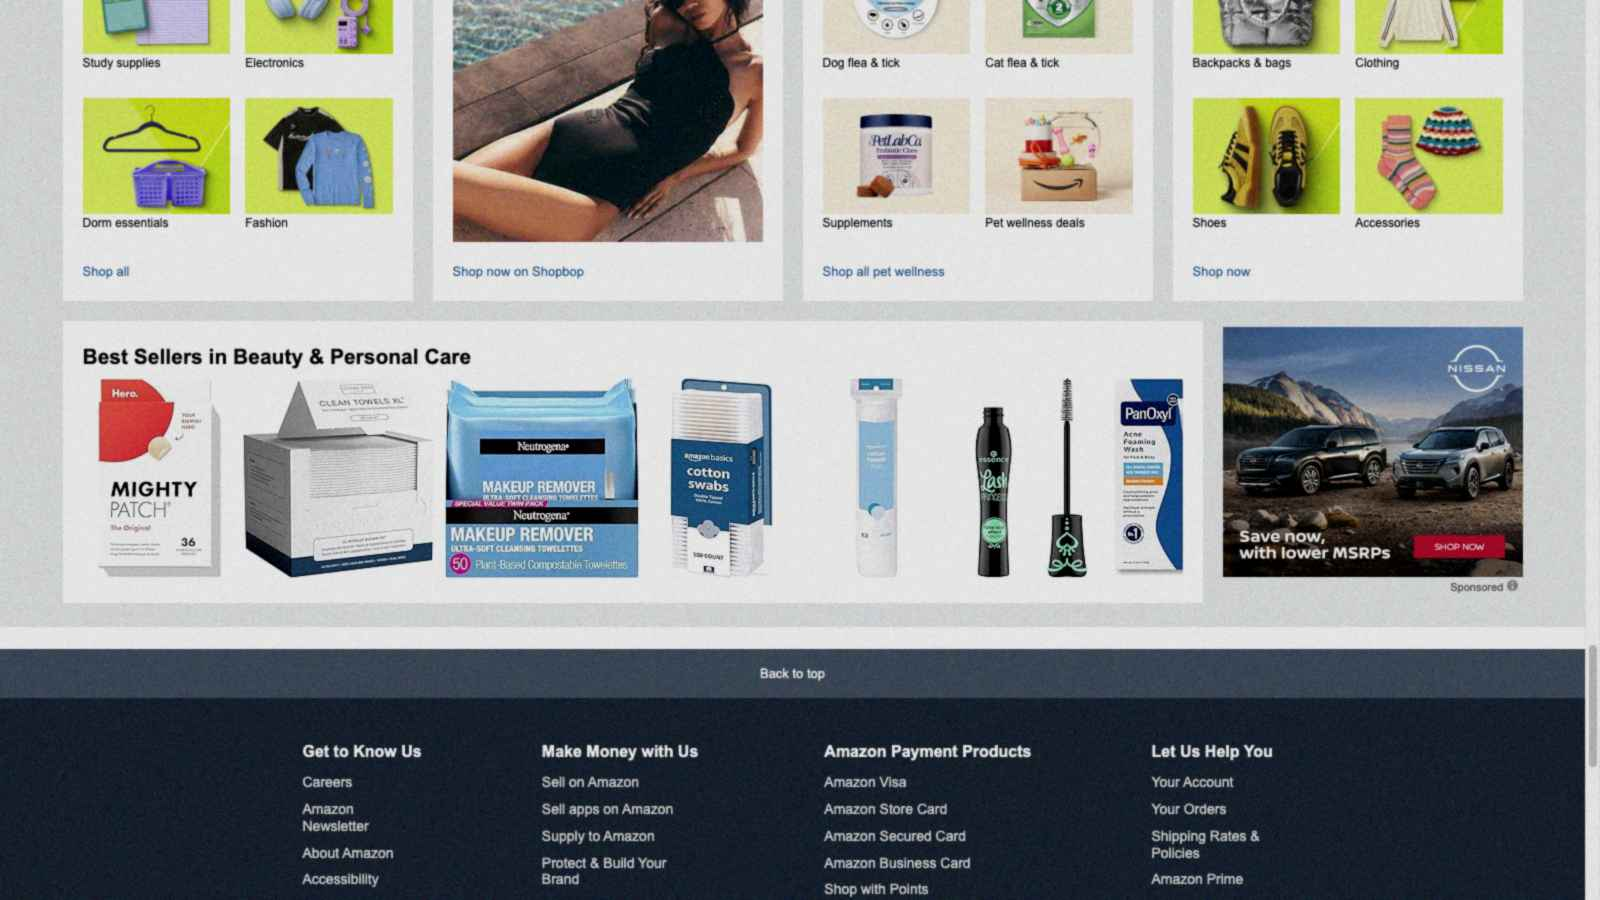 Study supplies
Electronics
Dog flea & tick
Cat flea & tick
Backpacks & bags
Clothing
PetLabCo.
Probiotic Chews
Dorm essentials
Fashion
Supplements
Pet wellness deals
Shoes
Accessories
Shop all
Shop now on Shopbop
Shop all pet wellness
Shop now
Best Sellers in Beauty & Personal Care
Hero.
MIGHTY
PATCH
The Original
36
CLEAN TOWELS XL
Neutrogena®
MAKEUP REMOVER
ULTRA-SOFT CLEANSING TOWELETTES
SPECIAL VALUE TWIN PACK
Neutrogena®
MAKEUP REMOVER
ULTRA-SOFT CLEANSING TOWELETTES
50 Plant-Based Compostable Towelettes
amazon basics
cotton
swabs
500 COUNT
essence
Lash
PRINCESS
PanOxyl
Acne
Foaming
Wash
NISSAN
Save now,
with lower MSRPs
SHOP NOW
Sponsored
Back to top
Get to Know Us
Careers
Amazon
Newsletter
About Amazon
Accessibility
Make Money with Us
Sell on Amazon
Sell apps on Amazon
Supply to Amazon
Protect & Build Your
Brand
Amazon Payment Products
Amazon Visa
Amazon Store Card
Amazon Secured Card
Amazon Business Card
Shop with Points
Let Us Help You
Your Account
Your Orders
Shipping Rates &
Policies
Amazon Prime